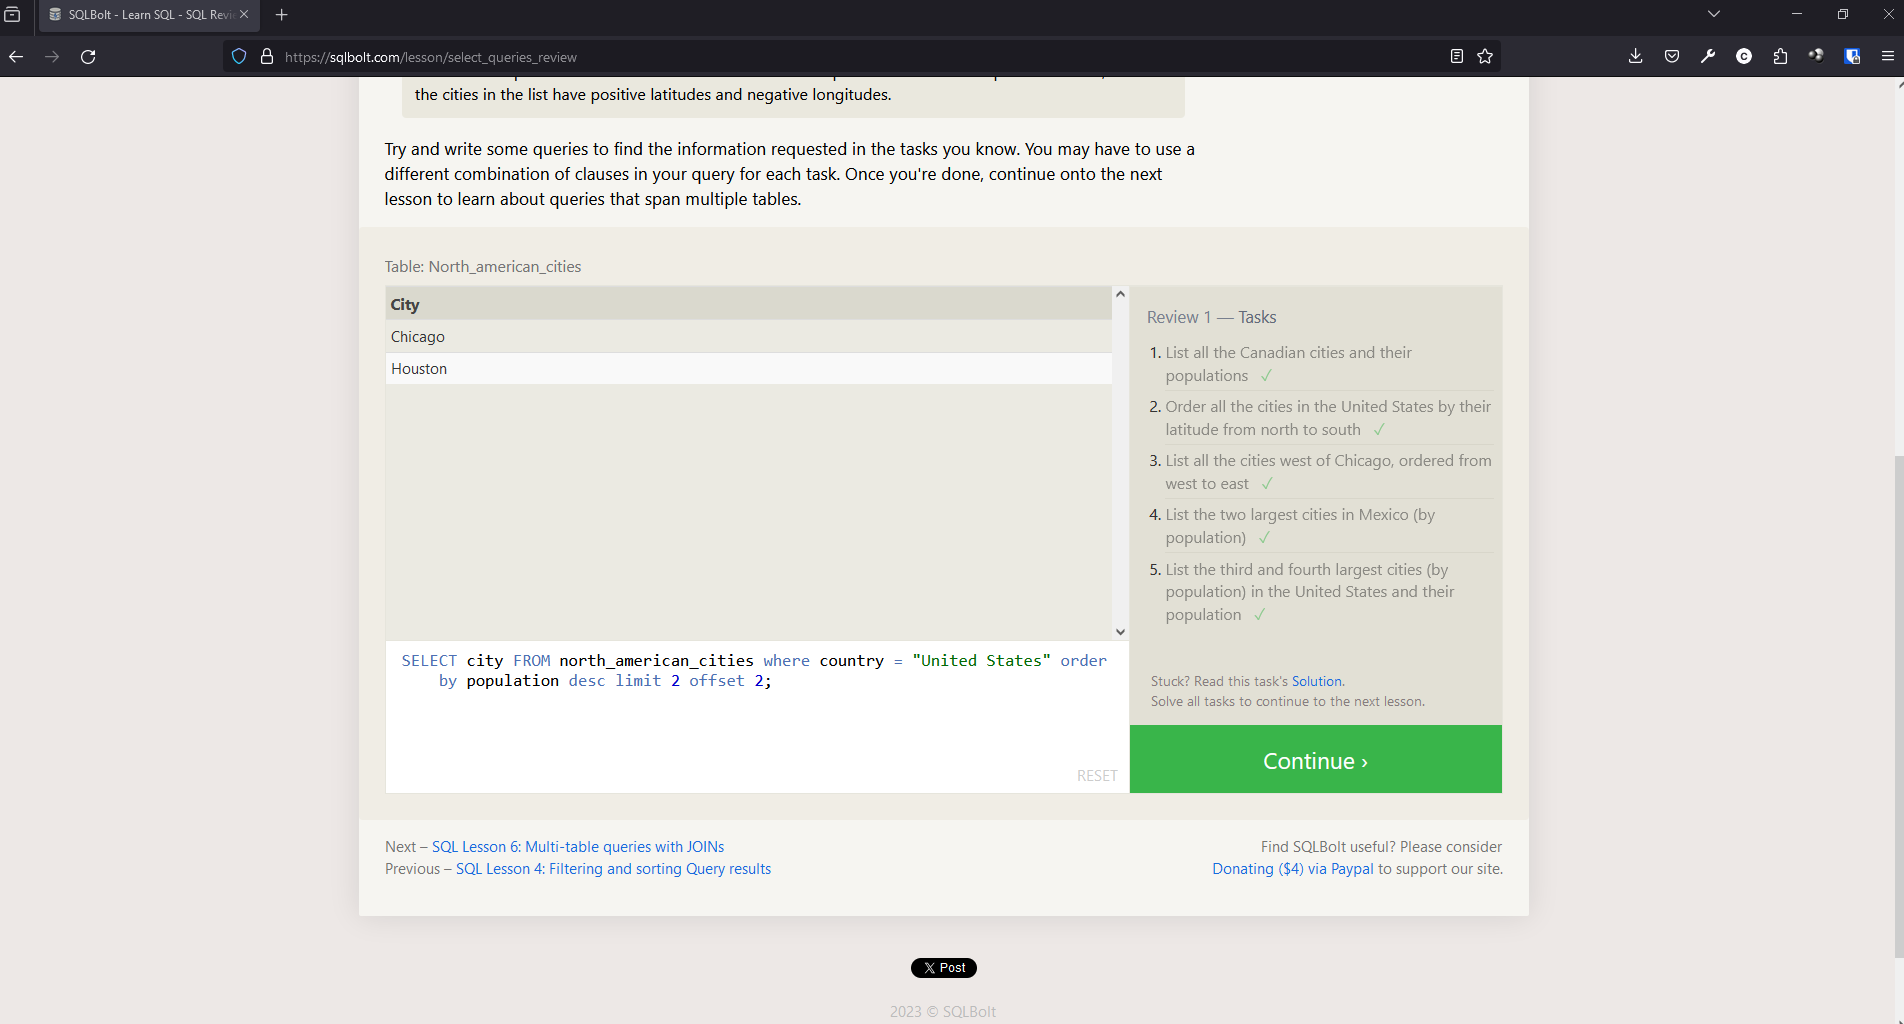 SQLBolt - Learn SQL - SQL Revie
https://sqlbolt.com/lesson/select_queries_review
the cities in the list have positive latitudes and negative longitudes.
Try and write some queries to find the information requested in the tasks you know. You may have to use a
different combination of clauses in your query for each task. Once you're done, continue onto the next
lesson to learn about queries that span multiple tables.
Table: North_american_cities
City
Chicago
Houston
SELECT city FROM north_american_cities where country = "United States" order
by population desc limit 2 offset 2;
RESET
Review 1 — Tasks
1. List all the Canadian cities and their
populations ✓
2. Order all the cities in the United States by their
latitude from north to south ✓
3. List all the cities west of Chicago, ordered from
west to east ✓
4. List the two largest cities in Mexico (by
population) ✓
5. List the third and fourth largest cities (by
population) in the United States and their
population ✓
Stuck? Read this task's Solution.
Solve all tasks to continue to the next lesson.
Continue ›
Next – SQL Lesson 6: Multi-table queries with JOINs
Previous – SQL Lesson 4: Filtering and sorting Query results
Find SQLBolt useful? Please consider
Donating ($4) via Paypal to support our site.
X Post
2023 © SQLBolt